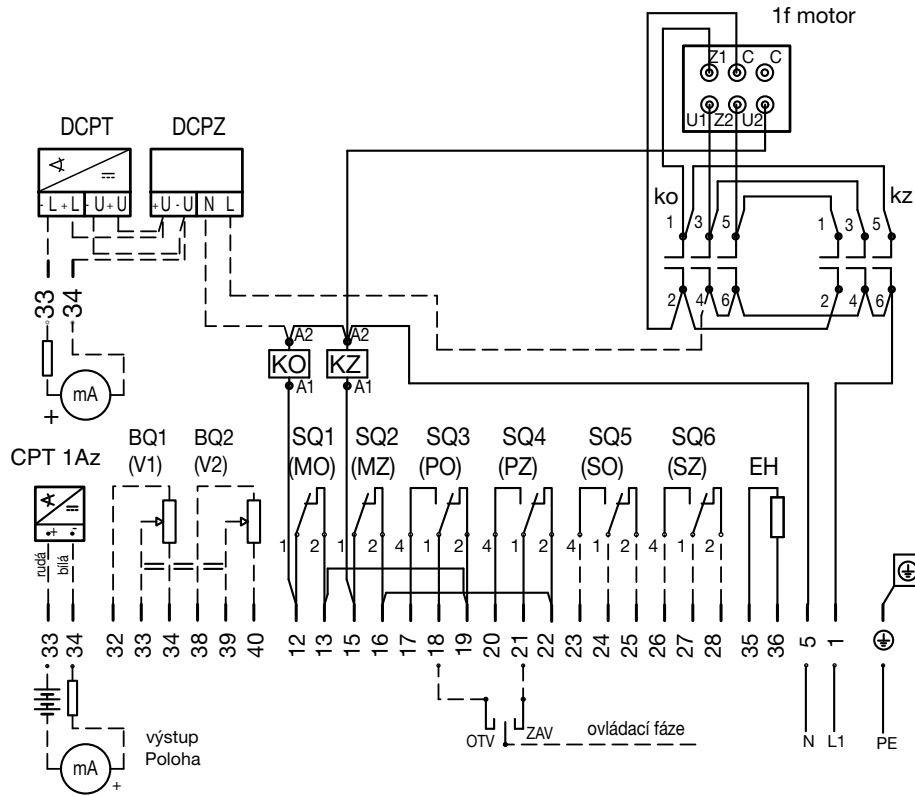 1f motor
Z1 C C
U1 Z2 U2
DCPT DCPZ
- L + L - U + U +U -U N L
ko kz
1 3 5 1 3 5
2 4 6 2 4 6
33 34
mA
+
A2 A2
KO KZ
A1 A1
CPT 1Az
BQ1 (V1)
BQ2 (V2)
SQ1 (MO)
SQ2 (MZ)
SQ3 (PO)
SQ4 (PZ)
SQ5 (SO)
SQ6 (SZ)
EH
+ -
rudá bílá
1 2 1 2 4 1 2 4 1 2 4 1 2 4 1 2
33 34 32 33 34 38 39 40 12 13 15 16 17 18 19 20 21 22 23 24 25 26 27 28 35 36 5 1
OTV ZAV
ovládací fáze
N L1 PE
výstup
Poloha
mA
+